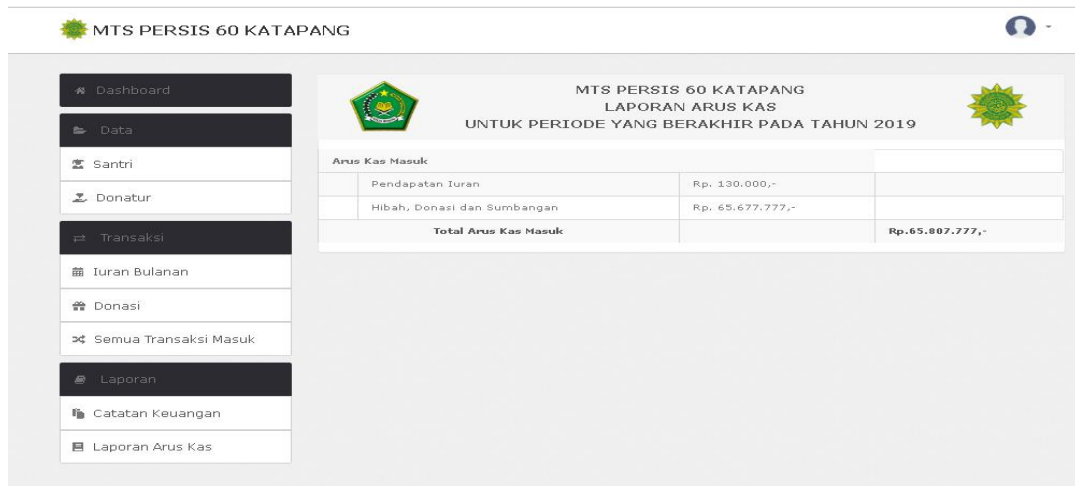 MTS PERSIS 60 KATAPANG
Dashboard
Data
Santri
Donatur
Transaksi
Iuran Bulanan
Donasi
Semua Transaksi Masuk
Laporan
Catatan Keuangan
Laporan Arus Kas
MTS PERSIS 60 KATAPANG
LAPORAN ARUS KAS
UNTUK PERIODE YANG BERAKHIR PADA TAHUN 2019
Arus Kas Masuk
Pendapatan Iuran Rp. 130.000,-
Hibah, Donasi dan Sumbangan Rp. 65.677.777,-
Total Arus Kas Masuk Rp.65.807.777,-